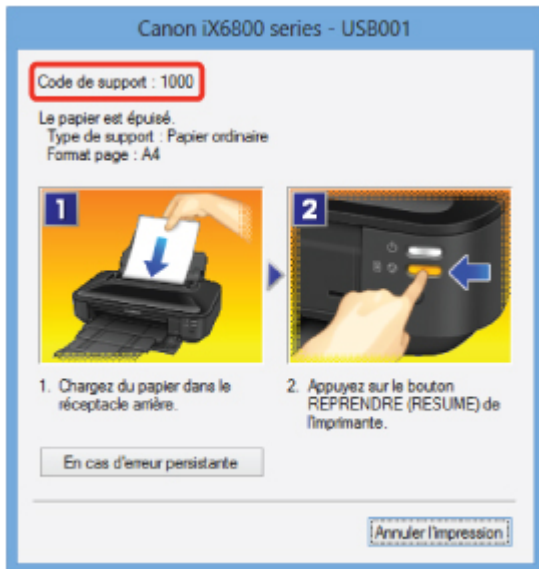 Canon iX6800 series - USB001
Code de support : 1000
Le papier est épuisé.
Type de support : Papier ordinaire
Format page : A4
1
2
1. Chargez du papier dans le
réceptacle arrière.
2. Appuyez sur le bouton
REPRENDRE (RESUME) de
l'imprimante.
En cas d'erreur persistante
Annuler l'impression